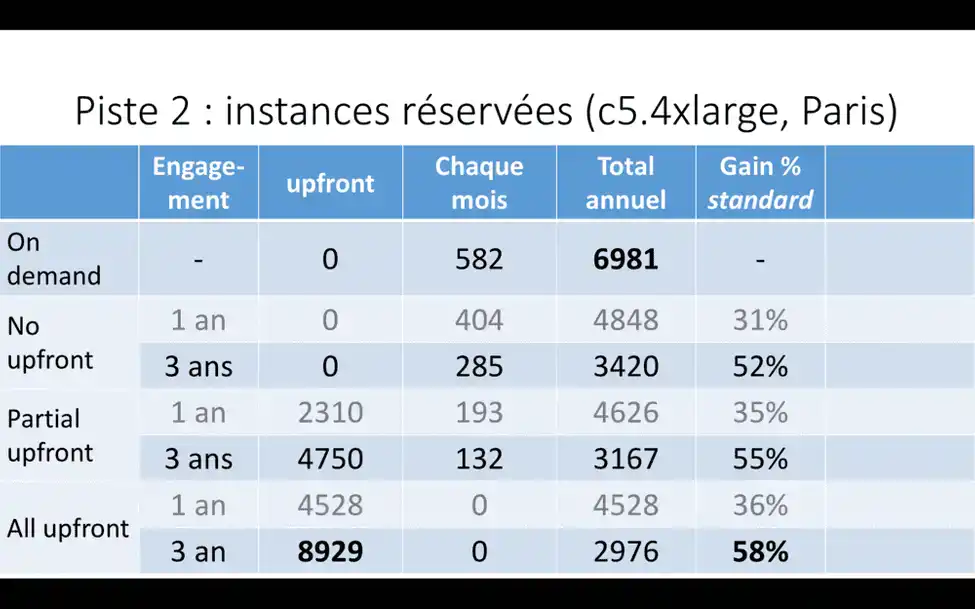 Piste 2 : instances réservées (c5.4xlarge, Paris)
Engage-ment upfront Chaque mois Total annuel Gain % standard
On demand - 0 582 6981 -
No upfront 1 an 0 404 4848 31%
3 ans 0 285 3420 52%
Partial upfront 1 an 2310 193 4626 35%
3 ans 4750 132 3167 55%
All upfront 1 an 4528 0 4528 36%
3 an 8929 0 2976 58%